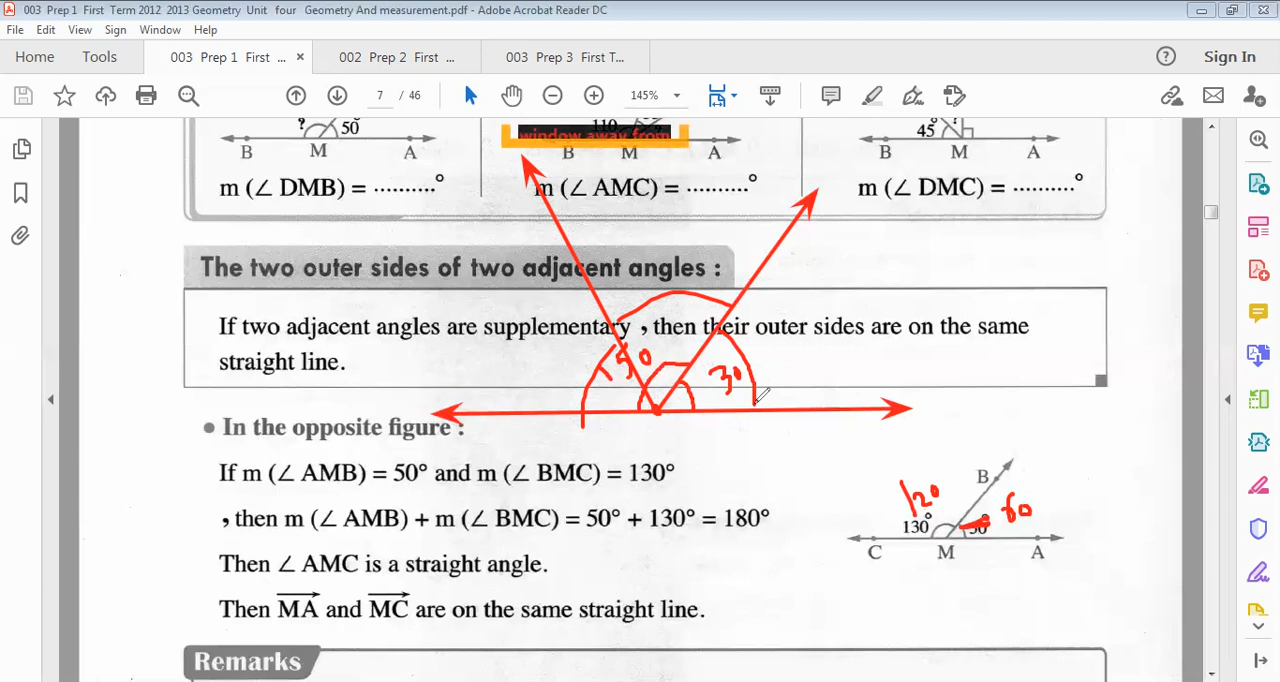 003 Prep 1 First Term 2012 2013 Geometry Unit four Geometry And measurement.pdf - Adobe Acrobat Reader DC
File Edit View Sign Window Help
Home Tools 003 Prep 1 First ... × 002 Prep 2 First ... 003 Prep 3 First T... Sign In
7 / 46 145%
? 50° 110 window away from 45°
B M A B M A B M A
m (∠ DMB) = ..........° m (∠ AMC) = ..........° m (∠ DMC) = ..........°
The two outer sides of two adjacent angles :
If two adjacent angles are supplementary , then their outer sides are on the same
straight line.
150 30
• In the opposite figure :
If m (∠ AMB) = 50° and m (∠ BMC) = 130°
, then m (∠ AMB) + m (∠ BMC) = 50° + 130° = 180°
Then ∠ AMC is a straight angle.
Then MA and MC are on the same straight line.
B
120 60
130° 50°
C M A
Remarks